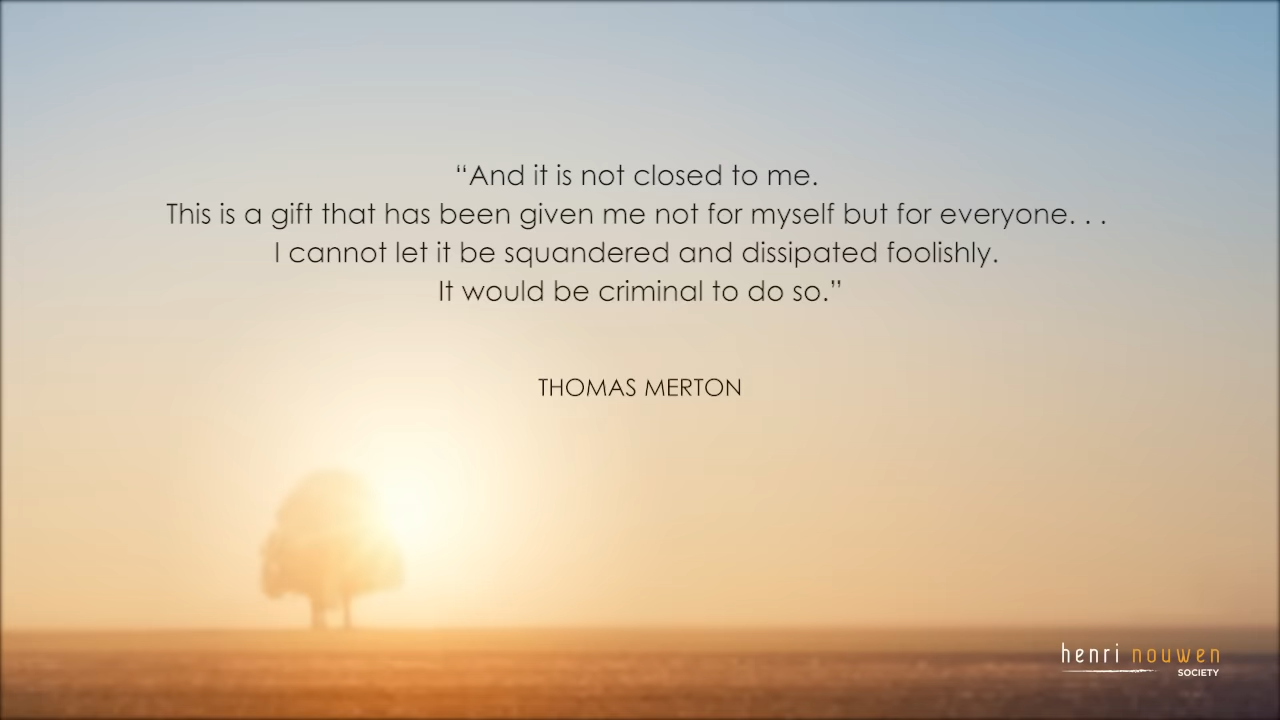 “And it is not closed to me.
This is a gift that has been given me not for myself but for everyone. . .
I cannot let it be squandered and dissipated foolishly.
It would be criminal to do so.”
THOMAS MERTON
henri nouwen
SOCIETY